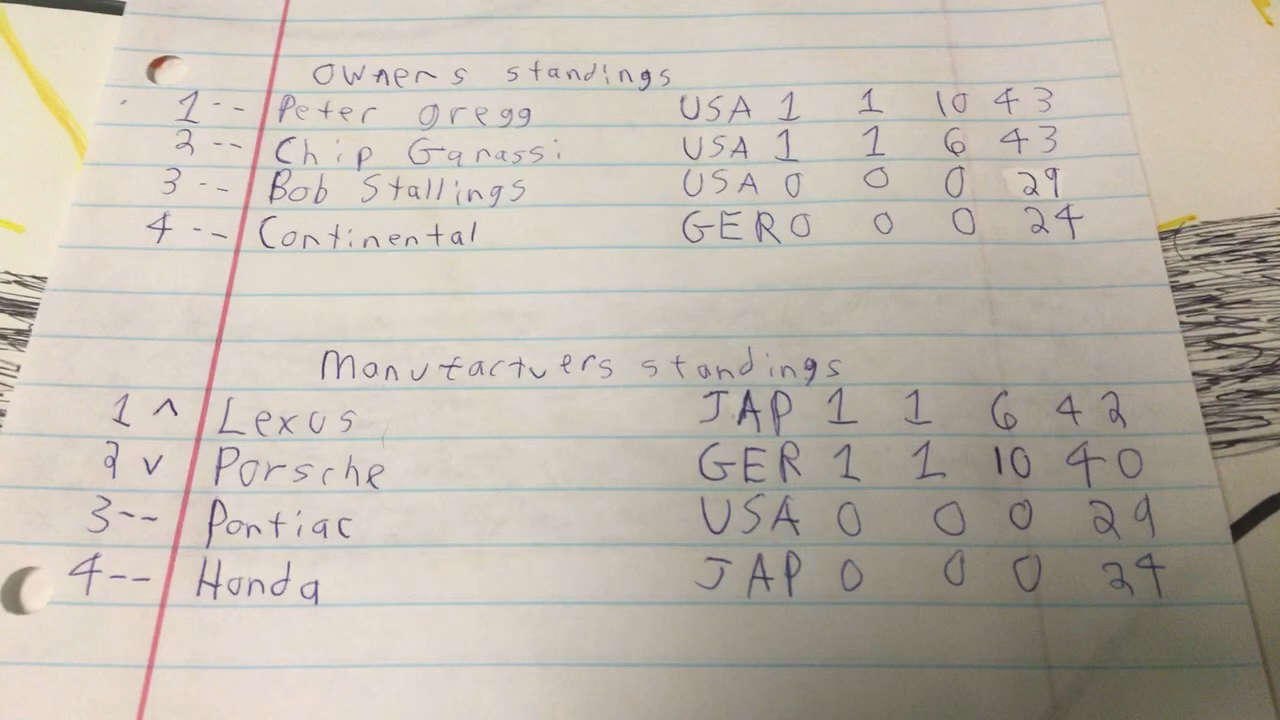 Owners standings
1 -- Peter Gregg USA 1 1 10 43
2 -- Chip Ganassi USA 1 1 6 43
3 -- Bob Stallings USA 0 0 0 29
4 -- Continental GER 0 0 0 24
Manufactuers standings
1 ^ Lexus JAP 1 1 6 42
2 v Porsche GER 1 1 10 40
3 -- Pontiac USA 0 0 0 29
4 -- Honda JAP 0 0 0 24